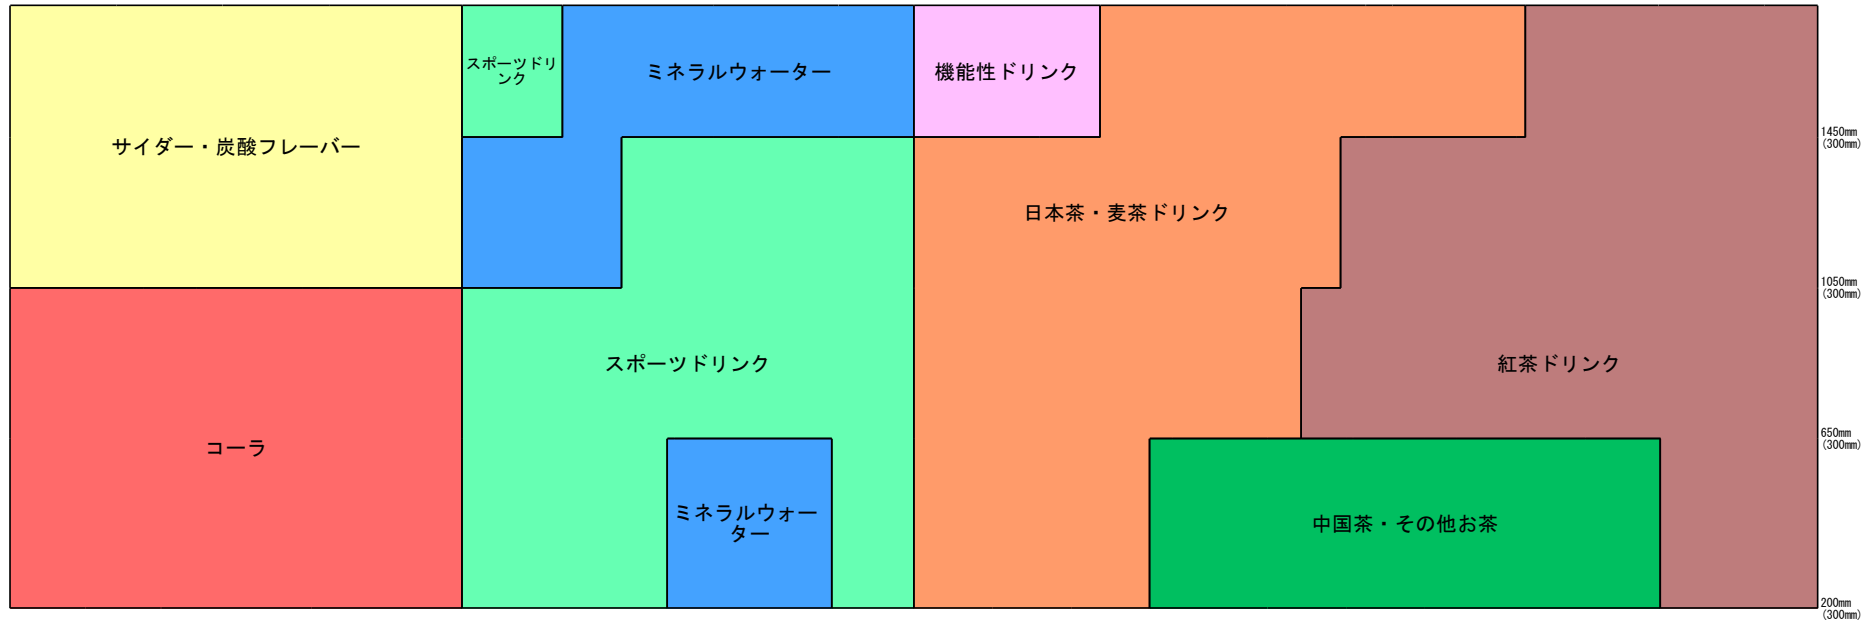 スポーツドリ
ンク
ミネラルウォーター
機能性ドリンク
サイダー・炭酸フレーバー
1450mm
(300mm)
日本茶・麦茶ドリンク
1050mm
(300mm)
スポーツドリンク
紅茶ドリンク
コーラ
650mm
(300mm)
ミネラルウォー
ター
中国茶・その他お茶
200mm
(300mm)